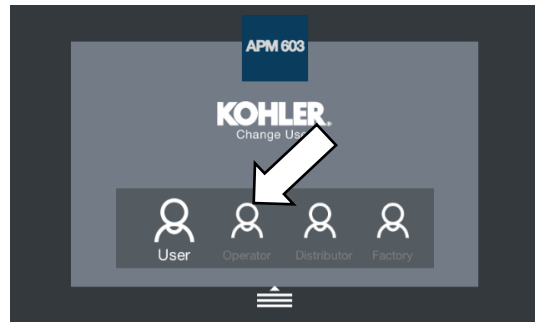 APM 603
KOHLER.
Change User
User Operator Distributor Factory